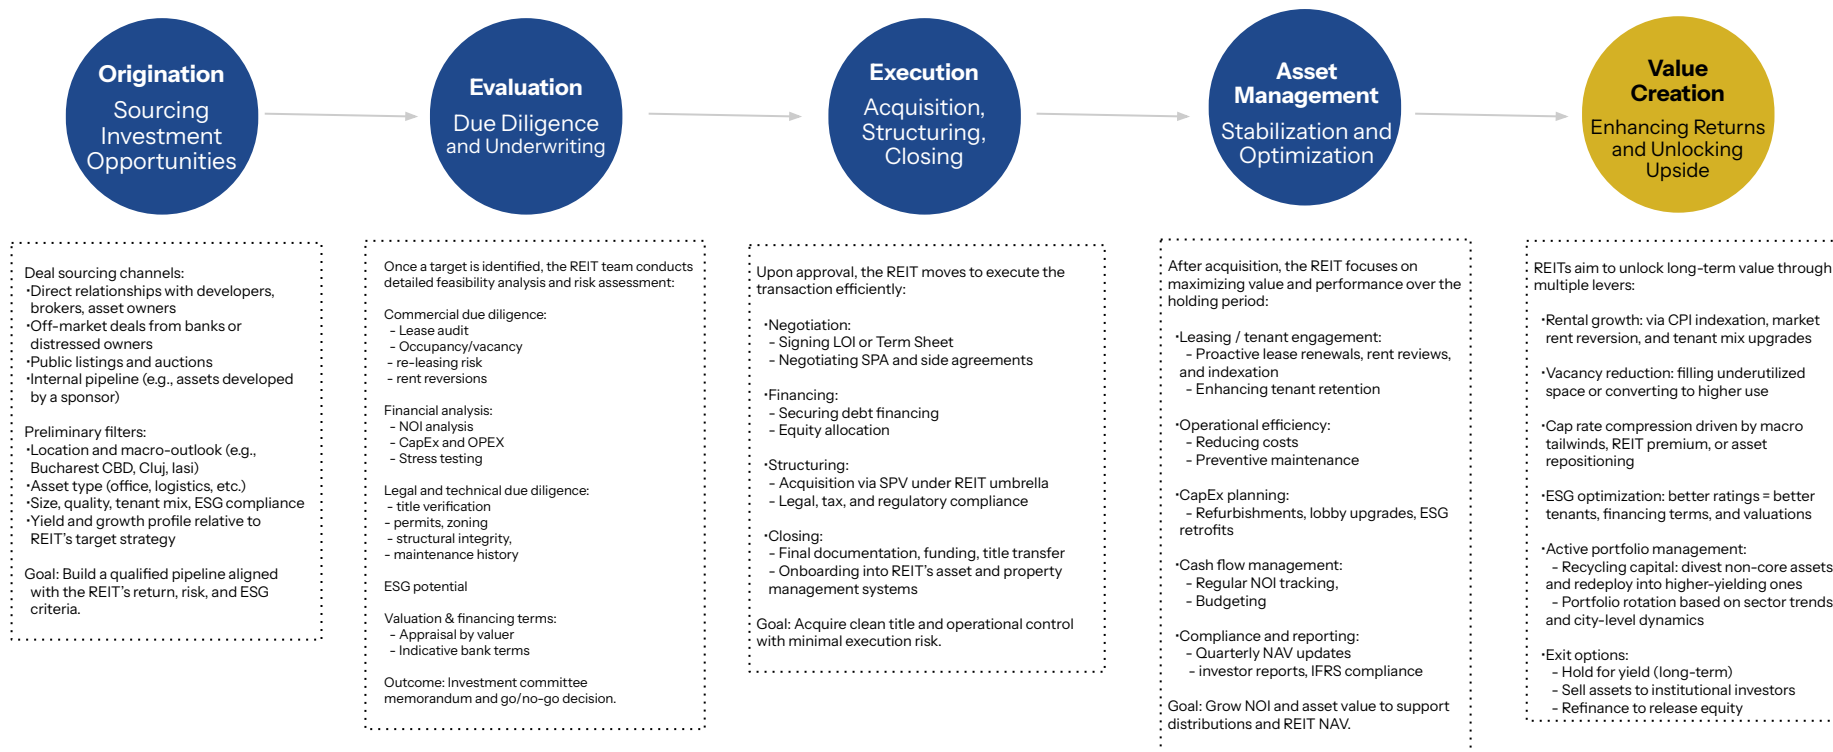 Origination
Sourcing
Investment
Opportunities
Evaluation
Due Diligence
and Underwriting
Execution
Acquisition,
Structuring,
Closing
Asset
Management
Stabilization and
Optimization
Value
Creation
Enhancing Returns
and Unlocking
Upside
Deal sourcing channels:
•Direct relationships with developers,
brokers, asset owners
•Off-market deals from banks or
distressed owners
•Public listings and auctions
•Internal pipeline (e.g., assets developed
by a sponsor)
Preliminary filters:
•Location and macro-outlook (e.g.,
Bucharest CBD, Cluj, Iasi)
•Asset type (office, logistics, etc.)
•Size, quality, tenant mix, ESG compliance
•Yield and growth profile relative to
REIT's target strategy
Goal: Build a qualified pipeline aligned
with the REIT's return, risk, and ESG
criteria.
Once a target is identified, the REIT team conducts
detailed feasibility analysis and risk assessment:
Commercial due diligence:
- Lease audit
- Occupancy/vacancy
- re-leasing risk
- rent reversions
Financial analysis:
- NOI analysis
- CapEx and OPEX
- Stress testing
Legal and technical due diligence:
- title verification
- permits, zoning
- structural integrity,
- maintenance history
ESG potential
Valuation & financing terms:
- Appraisal by valuer
- Indicative bank terms
Outcome: Investment committee
memorandum and go/no-go decision.
Upon approval, the REIT moves to execute the
transaction efficiently:
•Negotiation:
- Signing LOI or Term Sheet
- Negotiating SPA and side agreements
•Financing:
- Securing debt financing
- Equity allocation
•Structuring:
- Acquisition via SPV under REIT umbrella
- Legal, tax, and regulatory compliance
•Closing:
- Final documentation, funding, title transfer
- Onboarding into REIT's asset and property
management systems
Goal: Acquire clean title and operational control
with minimal execution risk.
After acquisition, the REIT focuses on
maximizing value and performance over the
holding period:
•Leasing / tenant engagement:
- Proactive lease renewals, rent reviews,
and indexation
- Enhancing tenant retention
•Operational efficiency:
- Reducing costs
- Preventive maintenance
•CapEx planning:
- Refurbishments, lobby upgrades, ESG
retrofits
•Cash flow management:
- Regular NOI tracking,
- Budgeting
•Compliance and reporting:
- Quarterly NAV updates
- investor reports, IFRS compliance
Goal: Grow NOI and asset value to support
distributions and REIT NAV.
REITs aim to unlock long-term value through
multiple levers:
•Rental growth: via CPI indexation, market
rent reversion, and tenant mix upgrades
•Vacancy reduction: filling underutilized
space or converting to higher use
•Cap rate compression driven by macro
tailwinds, REIT premium, or asset
repositioning
•ESG optimization: better ratings = better
tenants, financing terms, and valuations
•Active portfolio management:
- Recycling capital: divest non-core assets
and redeploy into higher-yielding ones
- Portfolio rotation based on sector trends
and city-level dynamics
•Exit options:
- Hold for yield (long-term)
- Sell assets to institutional investors
- Refinance to release equity